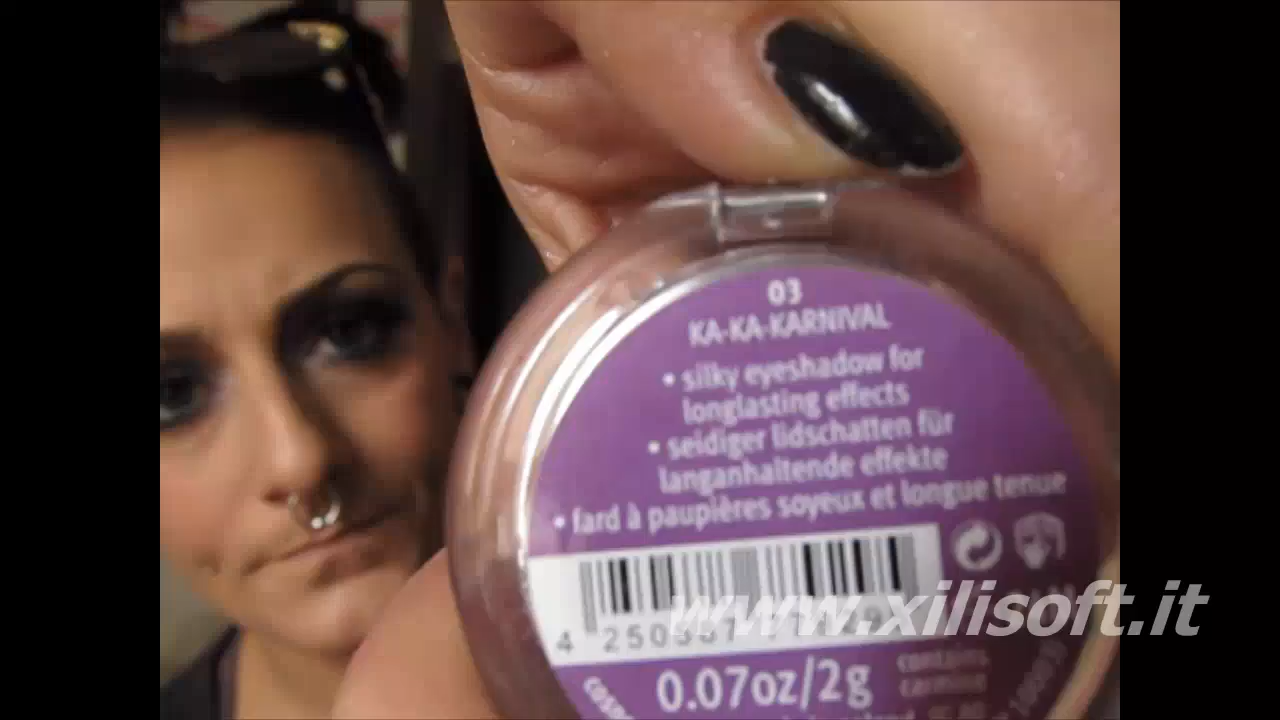 03
KA-KA-KARNIVAL
• silky eyeshadow for
longlasting effects
• seidiger lidschatten für
langanhaltende effekte
• fard à paupières soyeux et longue tenue
www.xilisoft.it
0.07oz/2g
contains
carmine